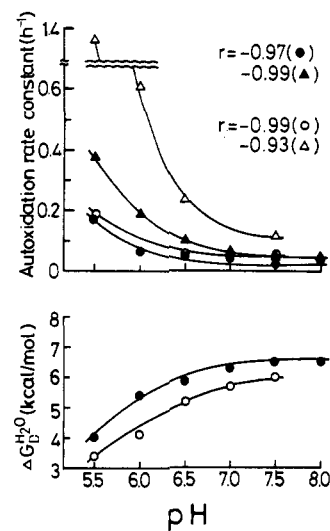 Autoxidation rate constant (h⁻¹)
1.4
1.2
0.6
0.4
0.2
0
r=-0.97(●)
-0.99(▲)
r=-0.99(○)
-0.93(△)
ΔG_D^H2O (kcal/mol)
8
7
6
5
4
3
5.5 6.0 6.5 7.0 7.5 8.0
pH